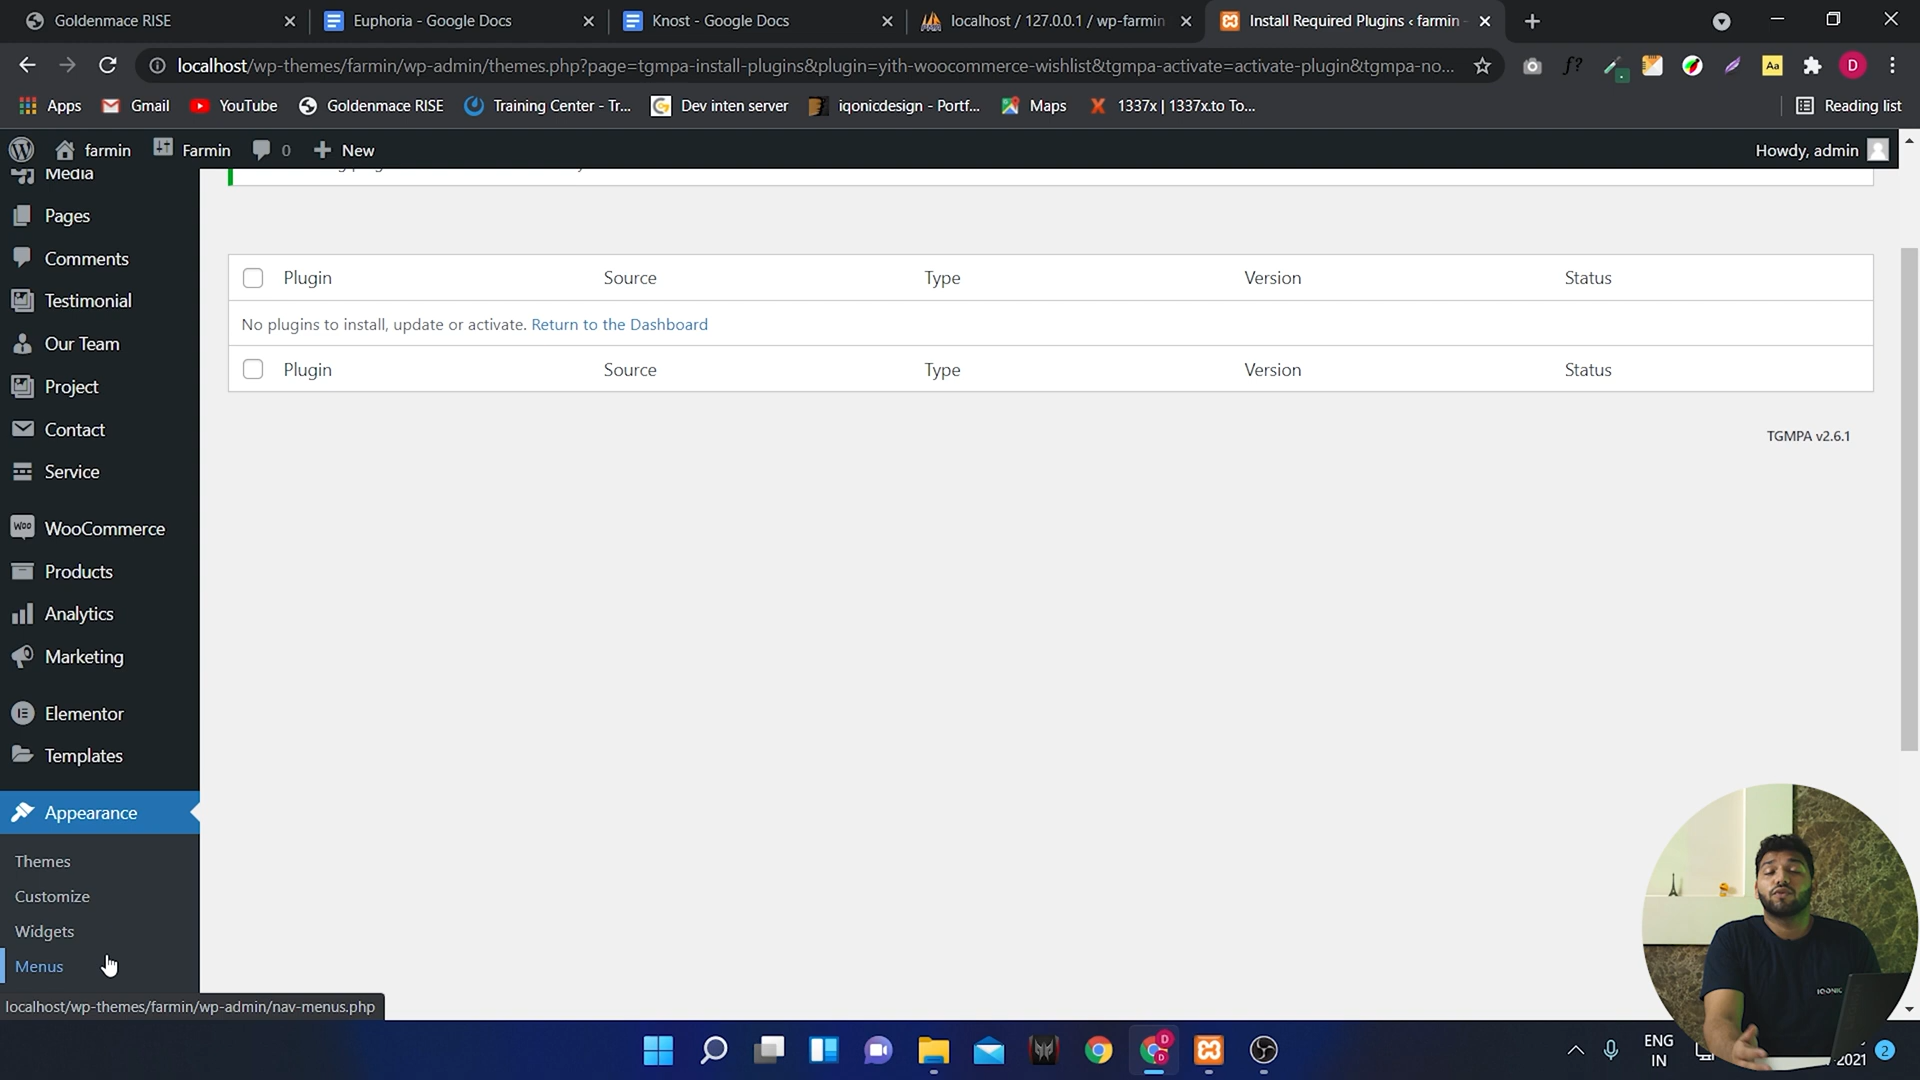 Goldenmace RISE
Euphoria - Google Docs
Knost - Google Docs
localhost / 127.0.0.1 / wp-farmin
Install Required Plugins ‹ farmin -
localhost/wp-themes/farmin/wp-admin/themes.php?page=tgmpa-install-plugins&plugin=yith-woocommerce-wishlist&tgmpa-activate=activate-plugin&tgmpa-no...
f?
Aa
D
Apps
Gmail
YouTube
Goldenmace RISE
Training Center - Tr...
Dev inten server
iqonicdesign - Portf...
Maps
1337x | 1337x.to To...
Reading list
farmin
Farmin
0
New
Howdy, admin
Media
Pages
Comments
Testimonial
Our Team
Project
Contact
Service
WooCommerce
Products
Analytics
Marketing
Elementor
Templates
Appearance
Themes
Customize
Widgets
Menus
Plugin Source Type Version Status
No plugins to install, update or activate. Return to the Dashboard
Plugin Source Type Version Status
TGMPA v2.6.1
localhost/wp-themes/farmin/wp-admin/nav-menus.php
IQONIC
ENG
IN
2021
2